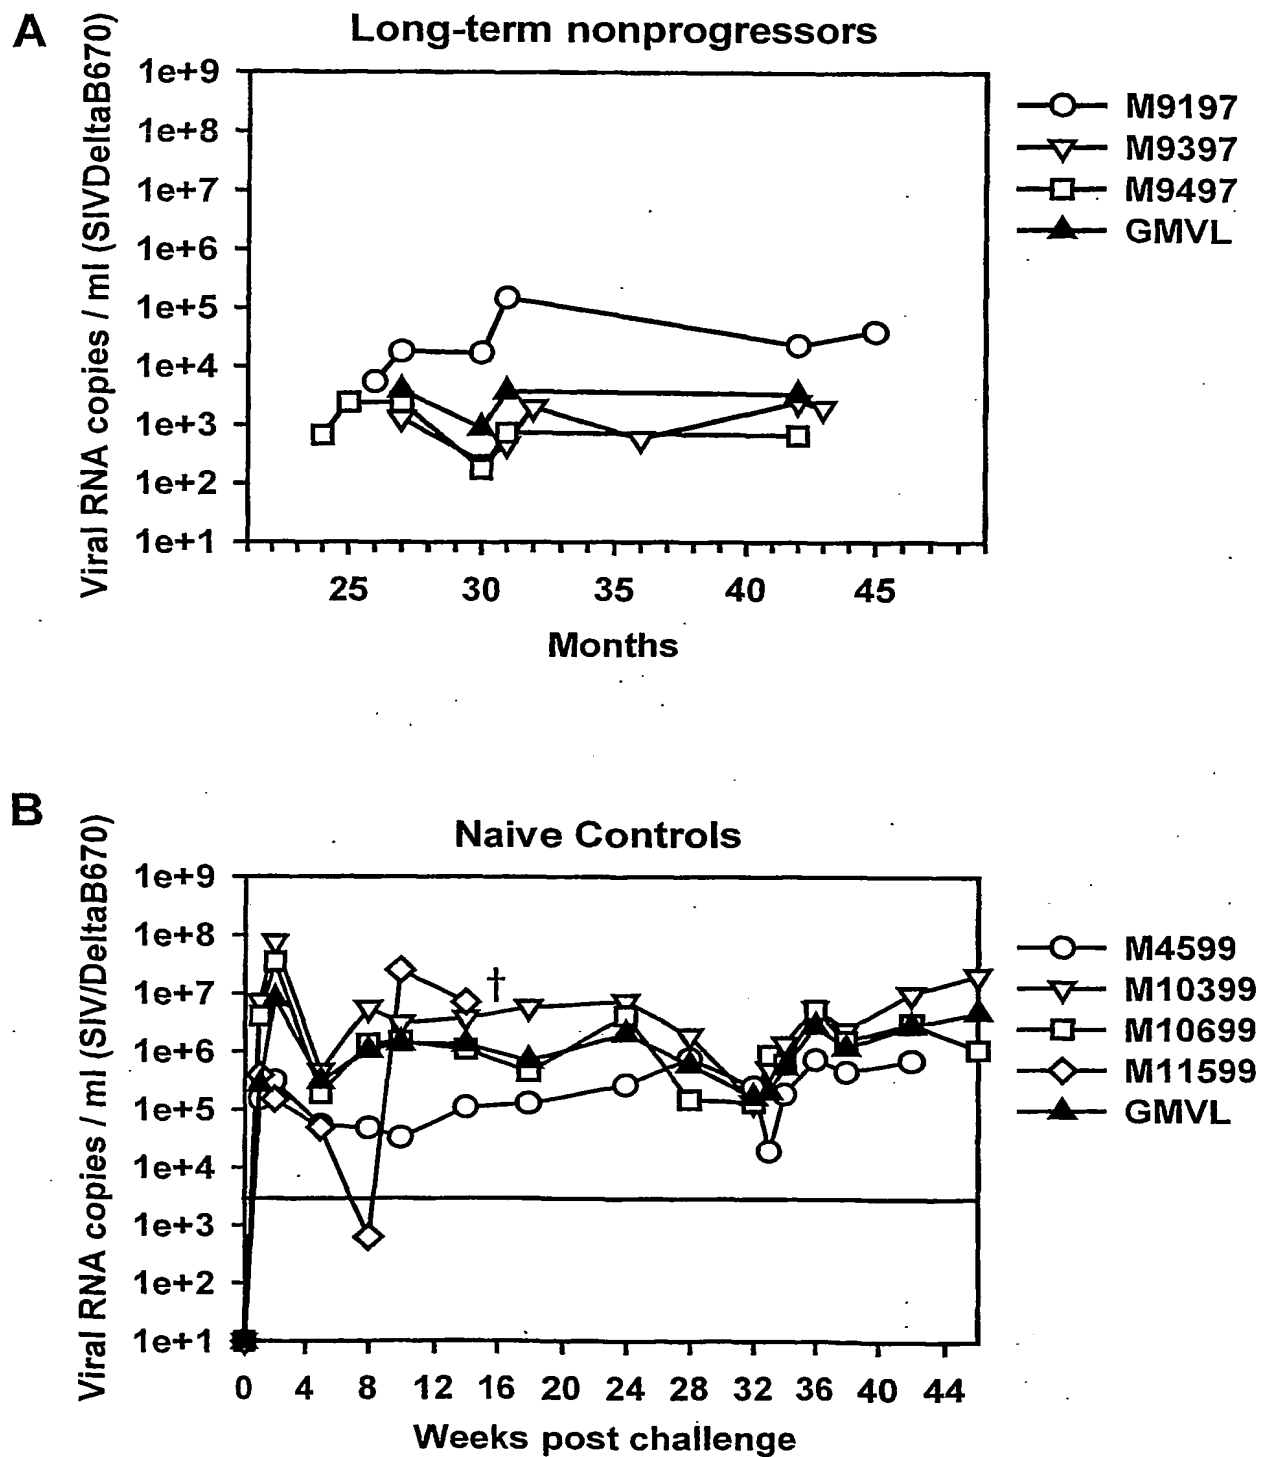 A
Long-term nonprogressors
Viral RNA copies / ml (SIVDeltaB670)
1e+9
1e+8
1e+7
1e+6
1e+5
1e+4
1e+3
1e+2
1e+1
25 30 35 40 45
Months
M9197
M9397
M9497
GMVL
B
Naive Controls
Viral RNA copies / ml (SIV/DeltaB670)
1e+9
1e+8
1e+7
1e+6
1e+5
1e+4
1e+3
1e+2
1e+1
†
0 4 8 12 16 20 24 28 32 36 40 44
Weeks post challenge
M4599
M10399
M10699
M11599
GMVL